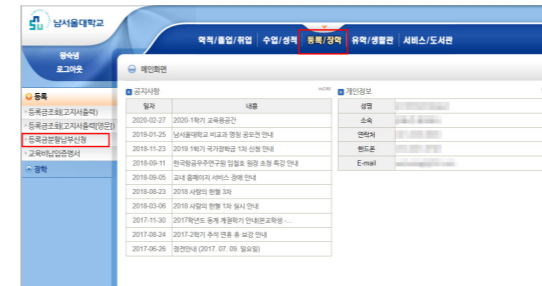 남서울대학교
학적/졸업/취업 수업/성적 등록/장학 유학/생활관 서비스/도서관
로그아웃
메인화면
등록
등록금조회(고지서출력)
등록금조회(고지서출력(영문))
등록금분할납부신청
교육비납입증명서
장학
공지사항 MORE
일자 내용
2020-02-27 2020-1학기 교육용공간
2019-01-25 남서울대학교 비교과 명칭 공모전 안내
2018-11-23 2019 1학기 국가장학금 1차 신청 안내
2018-09-11 한국항공우주연구원 임철호 원장 초청 특강 안내
2018-09-05 교내 홈페이지 서비스 장애 안내
2018-08-23 2018 사랑의 헌혈 3차
2018-03-06 2018 사랑의 헌혈 1차 실시 안내
2017-11-30 2017학년도 동계 계절학기 안내(본교학생 -...
2017-08-24 2017-2학기 추석 연휴 휴·보강 안내
2017-06-26 점검안내 (2017. 07. 09. 일요일)
개인정보
성명
소속
연락처
핸드폰
E-mail